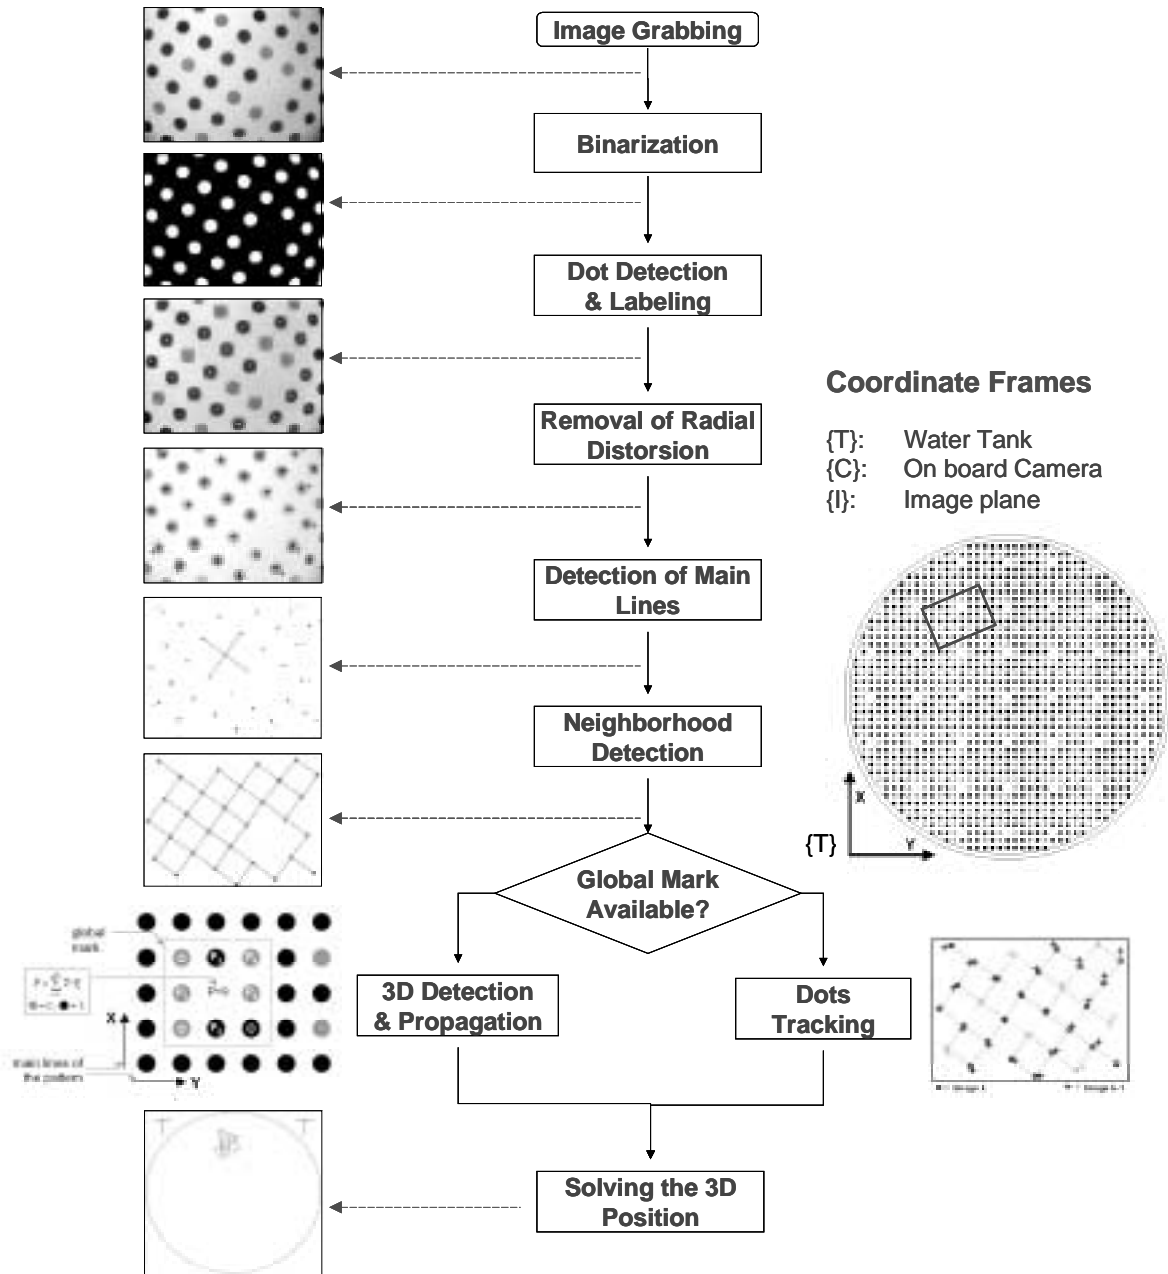 Image Grabbing
Binarization
Dot Detection
& Labeling
Removal of Radial
Distorsion
Detection of Main
Lines
Neighborhood
Detection
Global Mark
Available?
3D Detection
& Propagation
Dots
Tracking
Solving the 3D
Position
Coordinate Frames
{T}: Water Tank
{C}: On board Camera
{I}: Image plane
X
Y
{T}
global
mark
X
Y
main lines of
the pattern